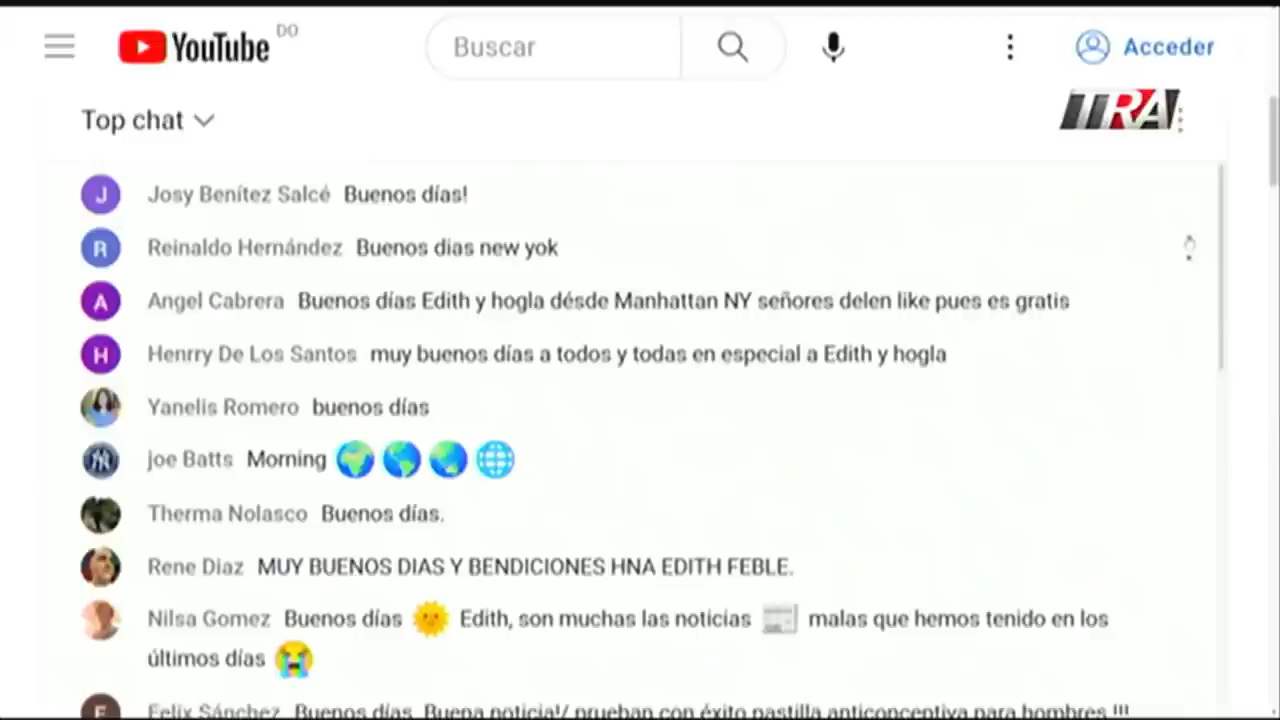 YouTube DO
Buscar
Acceder
Top chat
TRA
J Josy Benítez Salcé Buenos días!
R Reinaldo Hernández Buenos dias new yok
A Angel Cabrera Buenos días Edith y hogla désde Manhattan NY señores delen like pues es gratis
H Henrry De Los Santos muy buenos días a todos y todas en especial a Edith y hogla
Yanelis Romero buenos días
joe Batts Morning 🌍🌎🌏🌐
Therma Nolasco Buenos días.
Rene Diaz MUY BUENOS DIAS Y BENDICIONES HNA EDITH FEBLE.
Nilsa Gomez Buenos días 🌞 Edith, son muchas las noticias 📰 malas que hemos tenido en los
últimos días 😭
F Felix Sánchez Buenos días. Buena noticia!/ prueban con éxito pastilla anticonceptiva para hombres !!!